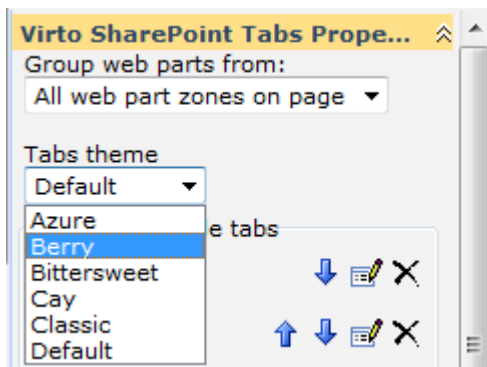 Virto SharePoint Tabs Prope...
Group web parts from:
All web part zones on page
Tabs theme
Default
Azure
e tabs
Berry
Bittersweet
Cay
Classic
Default